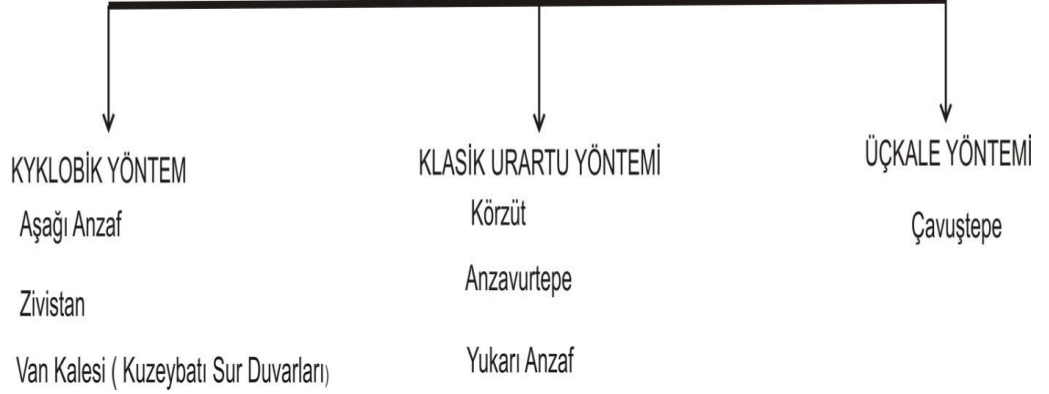 KYKLOBİK YÖNTEM
Aşağı Anzaf
Zivistan
Van Kalesi ( Kuzeybatı Sur Duvarları)
KLASİK URARTU YÖNTEMİ
Körzüt
Anzavurtepe
Yukarı Anzaf
ÜÇKALE YÖNTEMİ
Çavuştepe